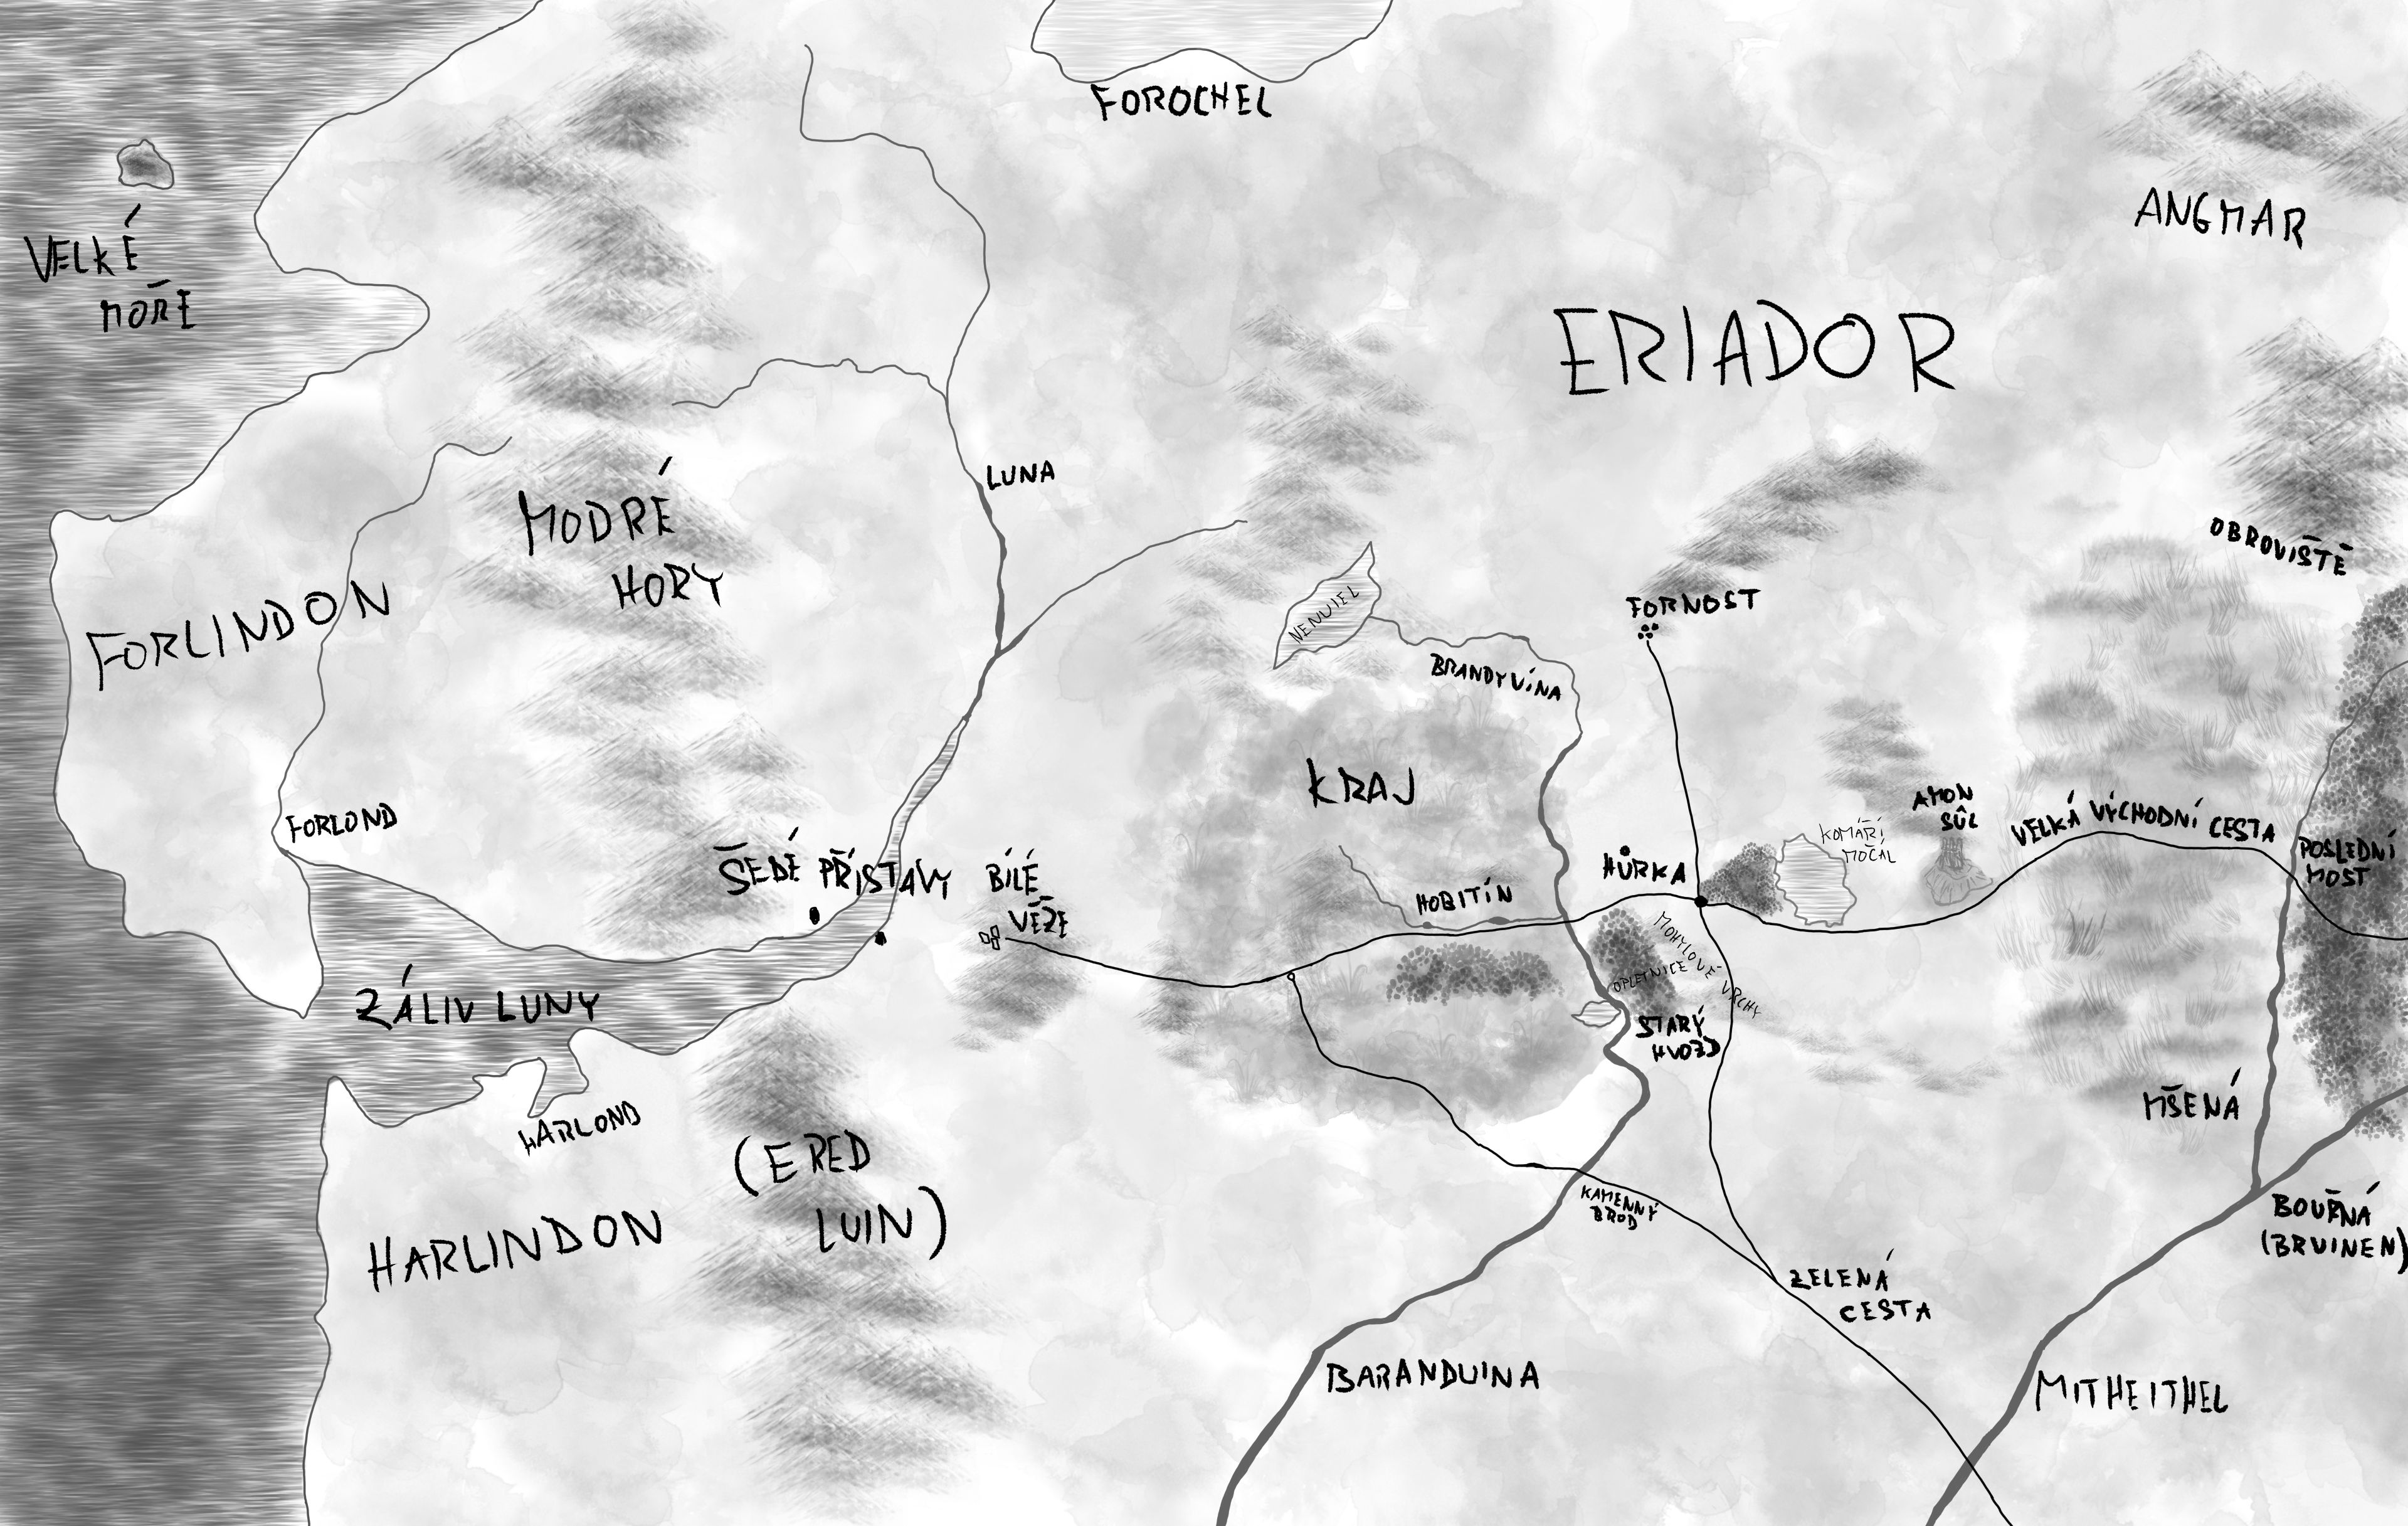 FOROCHEL
VELKÉ
MOŘE
ANGMAR
ERIADOR
LUNA
MODRÉ
HORY
OBROVIŠTĚ
FORLINDON
NENUIEL
FORNOST
BRANDYVÍNA
KRAJ
AMON
SÛL
KOMÁŘÍ
MOČÁL
VELKÁ VÝCHODNÍ CESTA
FORLOND
ŠEDÉ PŘÍSTAVY
BÍLÉ
VĚŽE
HOBITÍN
HŮRKA
POSLEDNÍ
MOST
MOHYLOVÉ
VRCHY
OPLETNICE
ZÁLIV LUNY
STARÝ
HVOZD
HARLOND
MŠENÁ
(ERED
LUIN)
HARLINDON
KAMENNÝ
BROD
BOUŘNÁ
(BRUINEN)
ZELENÁ
CESTA
BARANDUINA
MITHEITHEL